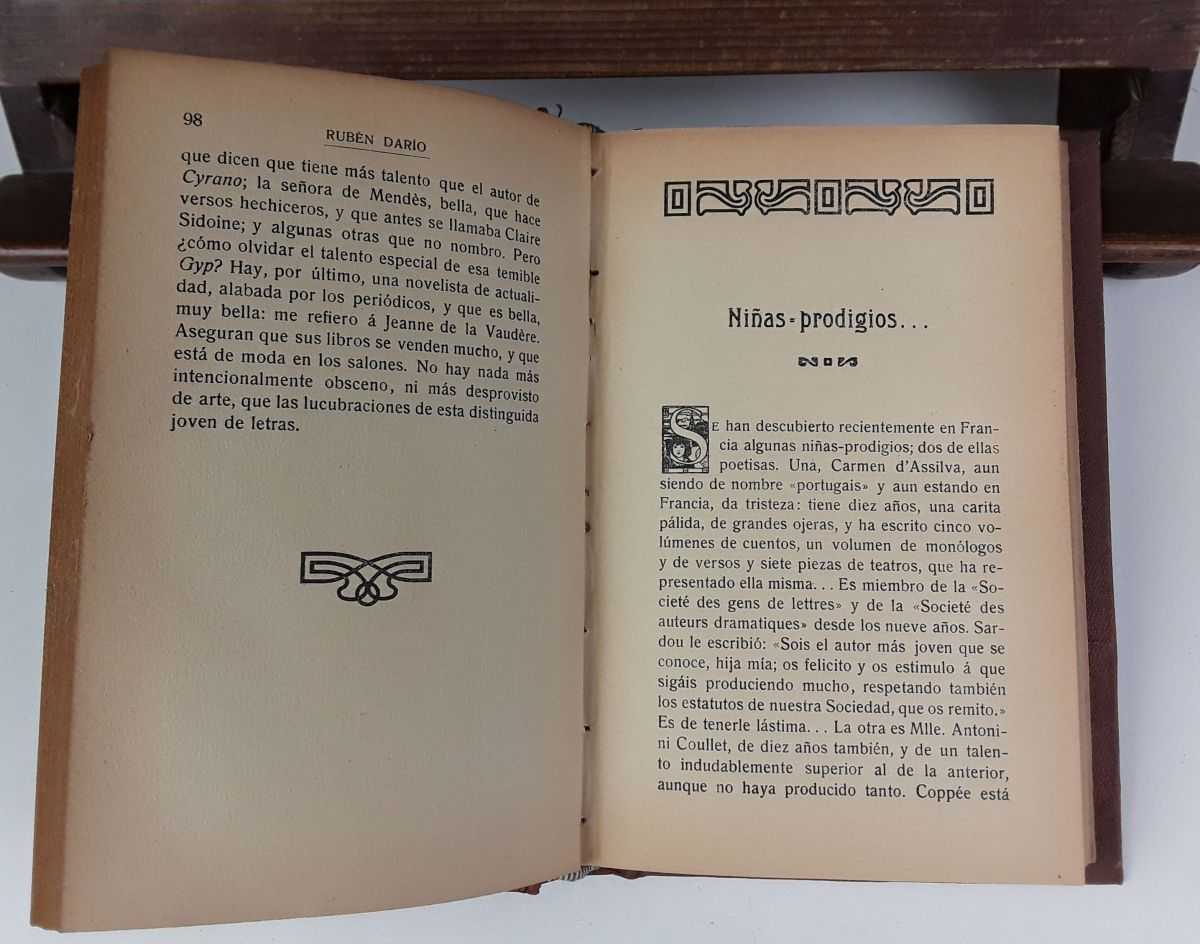 98
RUBÉN DARÍO
que dicen que tiene más talento que el autor de
Cyrano; la señora de Mendès, bella, que hace
versos hechiceros, y que antes se llamaba Claire
Sidoine; y algunas otras que no nombro. Pero
¿cómo olvidar el talento especial de esa temible
Gyp? Hay, por último, una novelista de actuali-
dad, alabada por los periódicos, y que es bella,
muy bella: me refiero á Jeanne de la Vaudère.
Aseguran que sus libros se venden mucho, y que
está de moda en los salones. No hay nada más
intencionalmente obsceno, ni más desprovisto
de arte, que las lucubraciones de esta distinguida
joven de letras.
Niñas-prodigios...
SE han descubierto recientemente en Fran-
cia algunas niñas-prodigios; dos de ellas
poetisas. Una, Carmen d'Assilva, aun
siendo de nombre «portugais» y aun estando en
Francia, da tristeza: tiene diez años, una carita
pálida, de grandes ojeras, y ha escrito cinco vo-
lúmenes de cuentos, un volumen de monólogos
y de versos y siete piezas de teatros, que ha re-
presentado ella misma... Es miembro de la «So-
cieté des gens de lettres» y de la «Societé des
auteurs dramatiques» desde los nueve años. Sar-
dou le escribió: «Sois el autor más joven que se
conoce, hija mía; os felicito y os estimulo á que
sigáis produciendo mucho, respetando también
los estatutos de nuestra Sociedad, que os remito.»
Es de tenerle lástima... La otra es Mlle. Antoni-
ni Coullet, de diez años también, y de un talen-
to indudablemente superior al de la anterior,
aunque no haya producido tanto. Coppée está